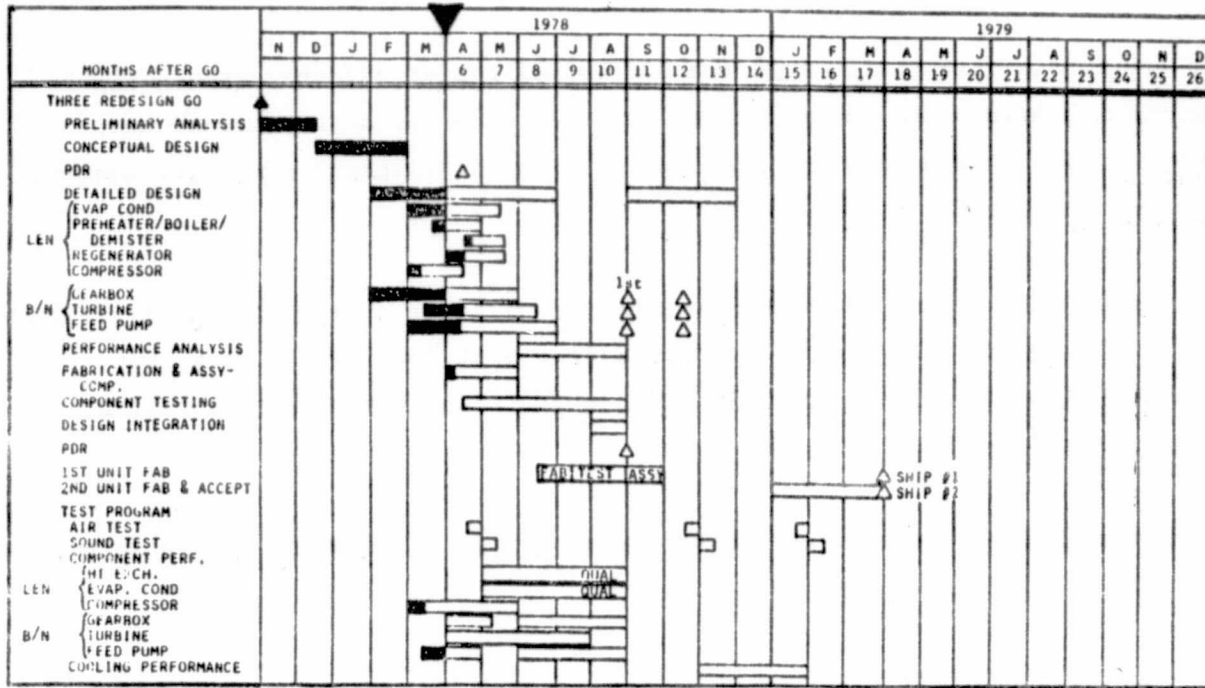 1978 1979
N D J F M A M J J A S O N D J F M A M J J A S O N D
MONTHS AFTER GO 6 7 8 9 10 11 12 13 14 15 16 17 18 19 20 21 22 23 24 25 26
THREE REDESIGN GO
PRELIMINARY ANALYSIS
CONCEPTUAL DESIGN
PDR
DETAILED DESIGN
EVAP COND
PREHEATER/BOILER/
LEN DEMISTER
REGENERATOR
COMPRESSOR
1st
GEARBOX
B/N TURBINE
FEED PUMP
PERFORMANCE ANALYSIS
FABRICATION & ASSY-
COMP.
COMPONENT TESTING
DESIGN INTEGRATION
PDR
1ST UNIT FAB FAB TEST ASSY SHIP #1
2ND UNIT FAB & ACCEPT SHIP #2
TEST PROGRAM
AIR TEST
SOUND TEST
COMPONENT PERF.
HT EXCH. QUAL
LEN EVAP. COND QUAL
COMPRESSOR
GEARBOX
B/N TURBINE
FEED PUMP
COOLING PERFORMANCE